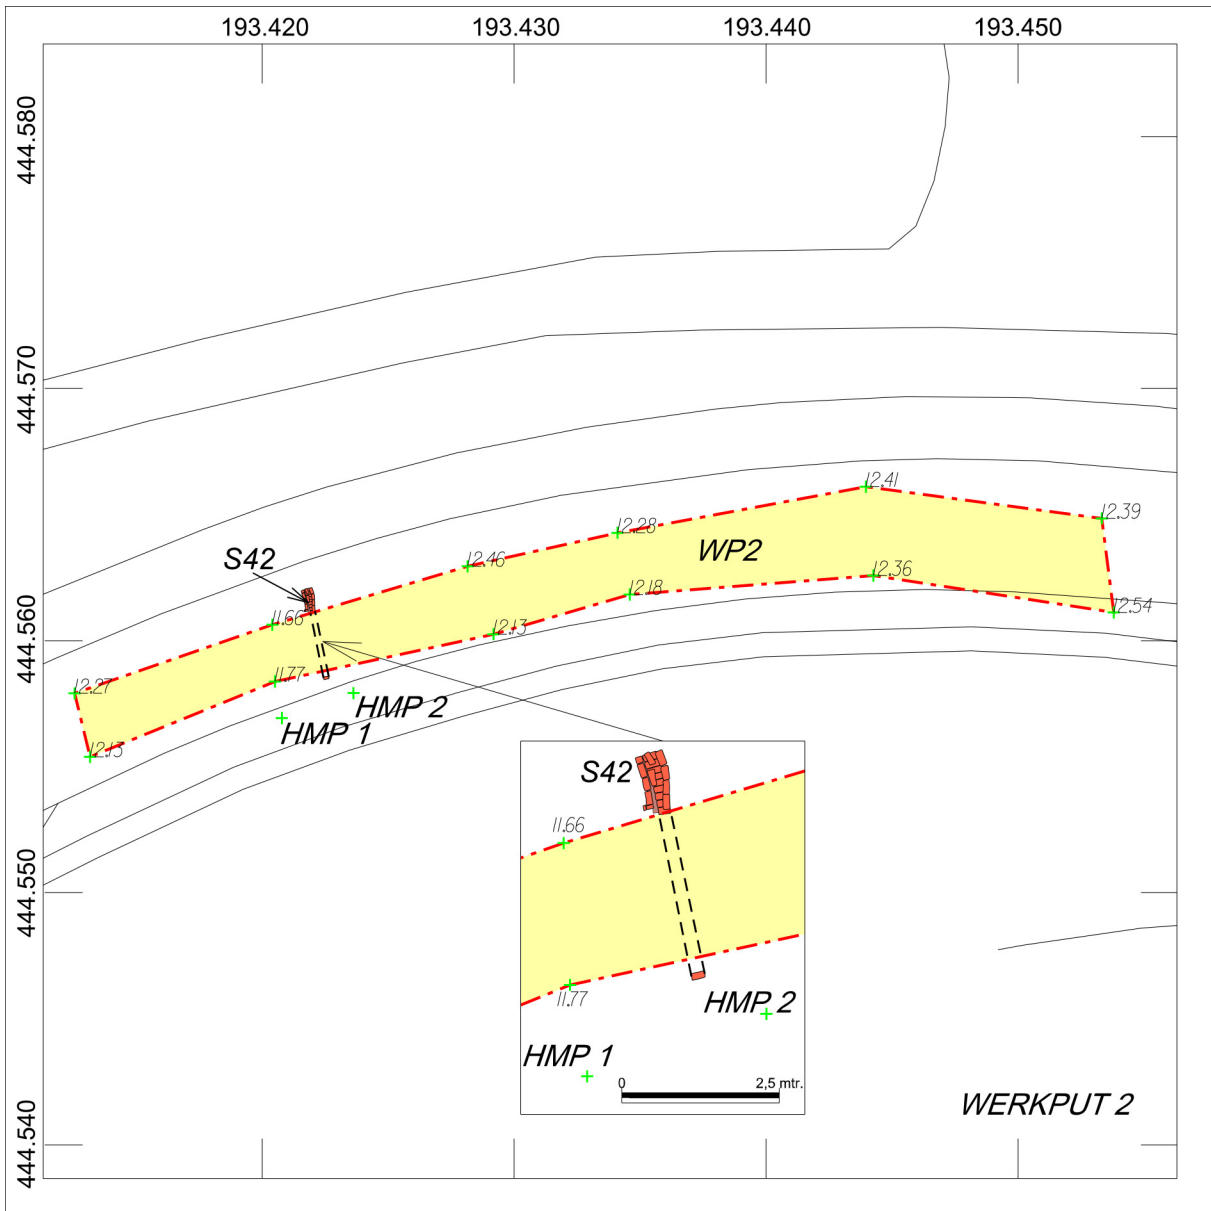 193.420 193.430 193.440 193.450
444.580
444.570
444.560
444.550
444.540
12.41
12.39
12.28
WP2
S42
12.46
12.36
12.18
12.54
11.66
12.13
11.77
12.27
HMP 2
HMP 1
12.13
S42
11.66
11.77
HMP 2
HMP 1
0 2,5 mtr.
WERKPUT 2